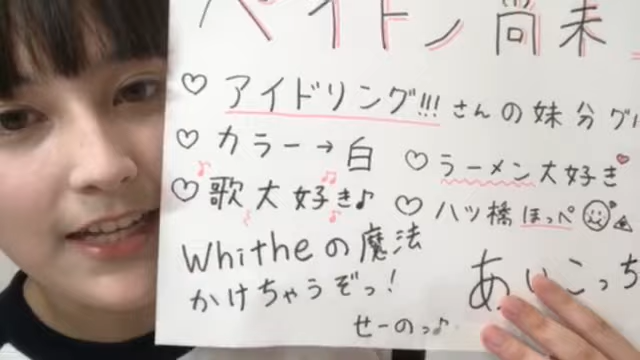 ペイトン尚未
♡ アイドリング!!!さんの妹分グル
♡ カラー→白
♡ ラーメン大好き
♡ 歌大好き♪
♡ 八ツ橋ほっぺ
Whitheの魔法
かけちゃうぞっ!
せーのっ♪